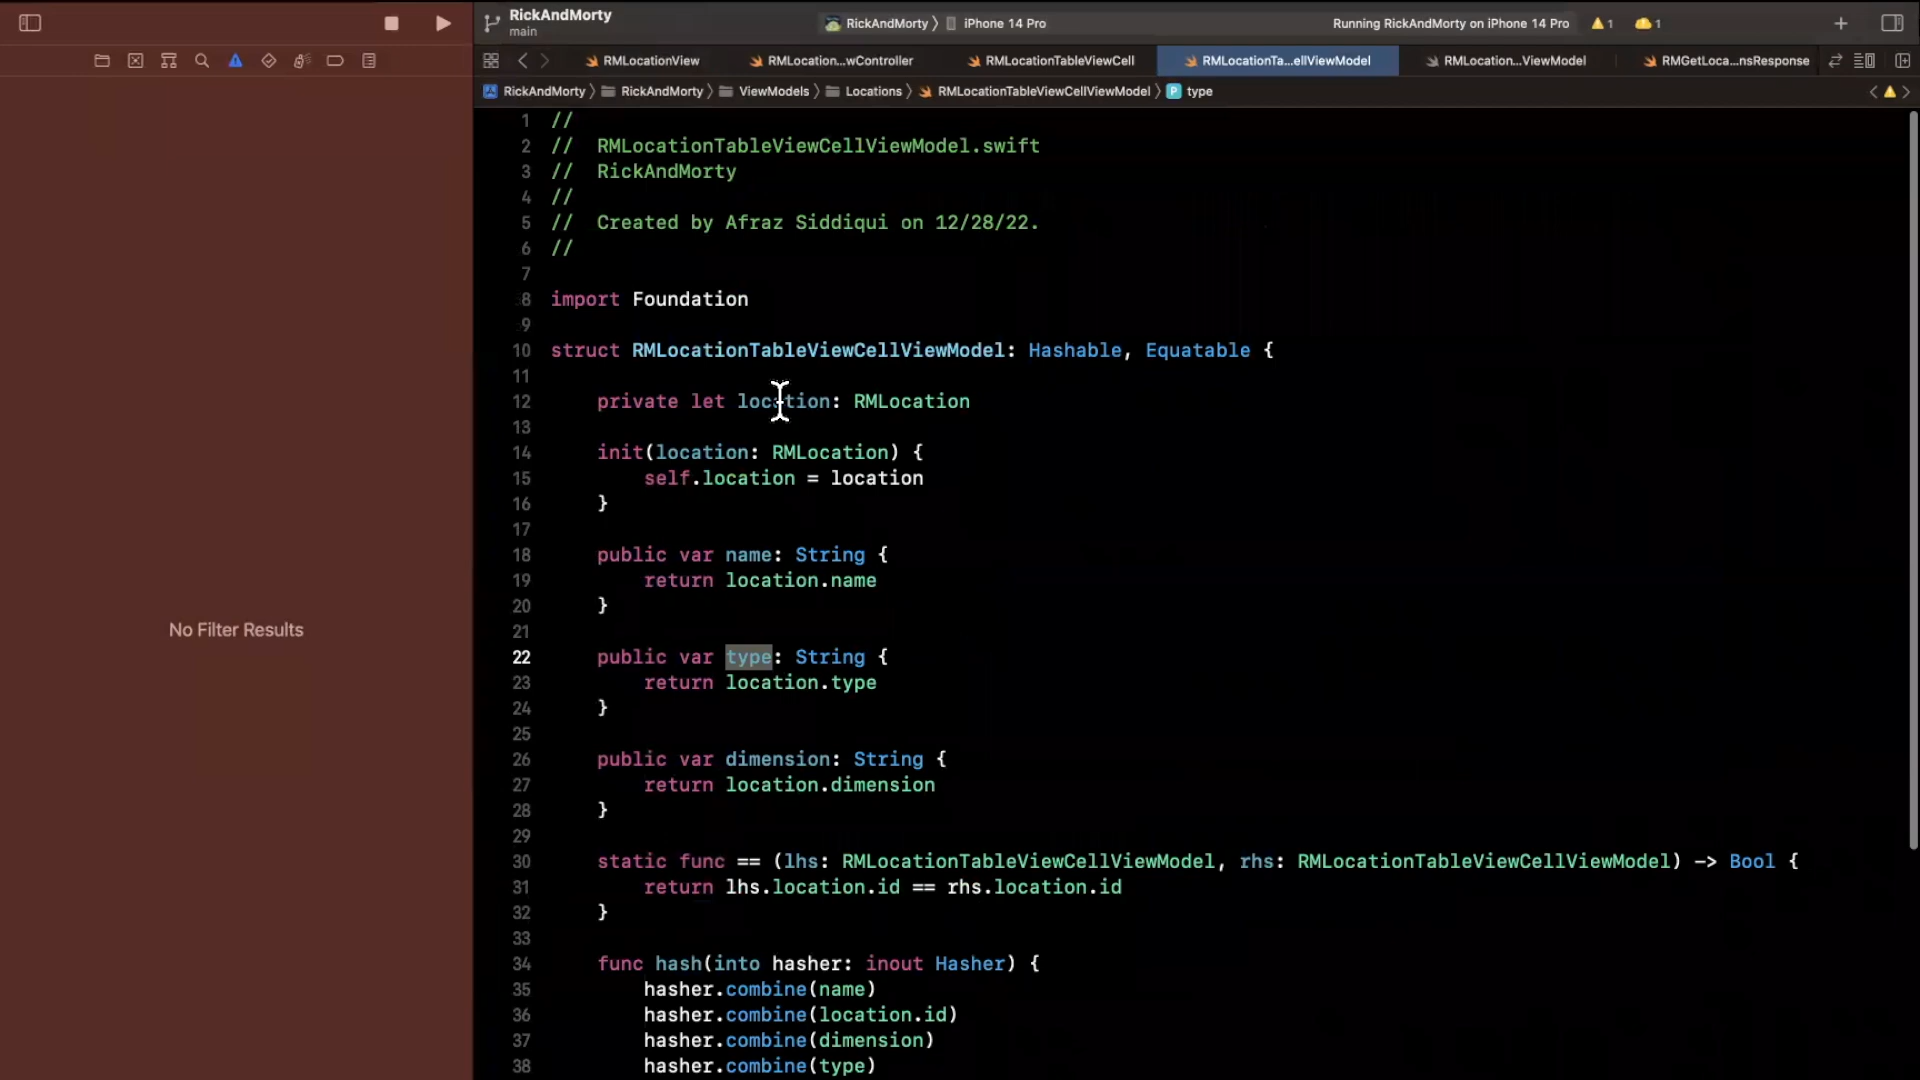 RickAndMorty
main
RickAndMorty
iPhone 14 Pro
Running RickAndMorty on iPhone 14 Pro
1
1
RMLocationView
RMLocation...wController
RMLocationTableViewCell
RMLocationTa...ellViewModel
RMLocation...ViewModel
RMGetLoca...nsResponse
RickAndMorty
RickAndMorty
ViewModels
Locations
RMLocationTableViewCellViewModel
P type
No Filter Results
1 //
2 //  RMLocationTableViewCellViewModel.swift
3 //  RickAndMorty
4 //
5 //  Created by Afraz Siddiqui on 12/28/22.
6 //
7
8 import Foundation
9
10 struct RMLocationTableViewCellViewModel: Hashable, Equatable {
11
12     private let location: RMLocation
13
14     init(location: RMLocation) {
15         self.location = location
16     }
17
18     public var name: String {
19         return location.name
20     }
21
22     public var type: String {
23         return location.type
24     }
25
26     public var dimension: String {
27         return location.dimension
28     }
29
30     static func == (lhs: RMLocationTableViewCellViewModel, rhs: RMLocationTableViewCellViewModel) -> Bool {
31         return lhs.location.id == rhs.location.id
32     }
33
34     func hash(into hasher: inout Hasher) {
35         hasher.combine(name)
36         hasher.combine(location.id)
37         hasher.combine(dimension)
38         hasher.combine(type)